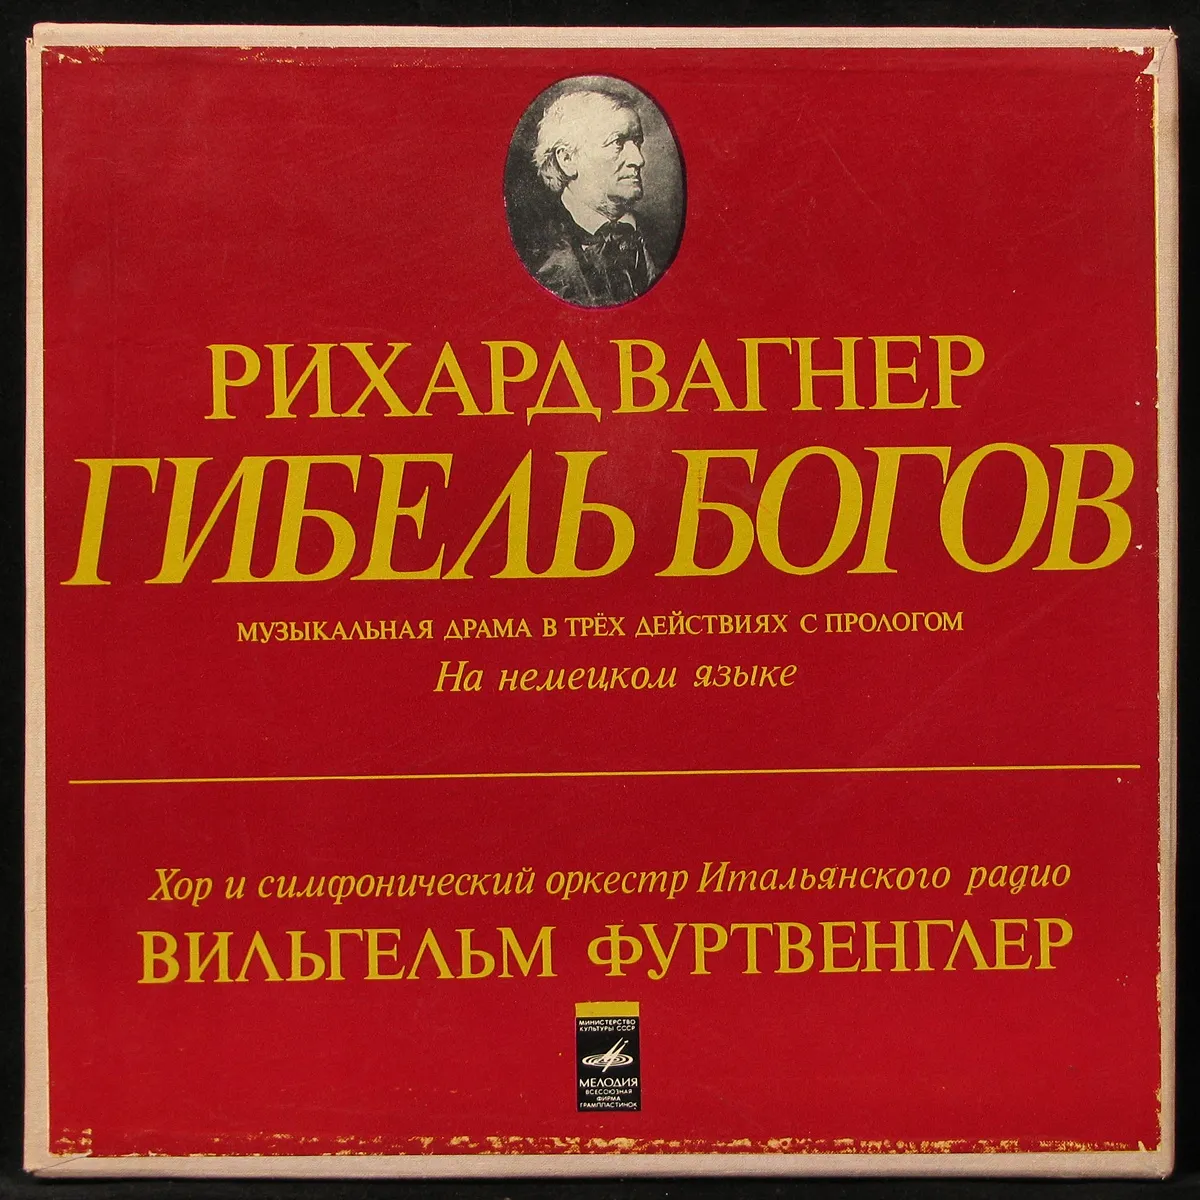 РИХАРД ВАГНЕР
ГИБЕЛЬ БОГОВ
МУЗЫКАЛЬНАЯ ДРАМА В ТРЁХ ДЕЙСТВИЯХ С ПРОЛОГОМ
На немецком языке
Хор и симфонический оркестр Итальянского радио
ВИЛЬГЕЛЬМ ФУРТВЕНГЛЕР
МИНИСТЕРСТВО
КУЛЬТУРЫ СССР
МЕЛОДИЯ
ВСЕСОЮЗНАЯ
ФИРМА
ГРАМПЛАСТИНОК